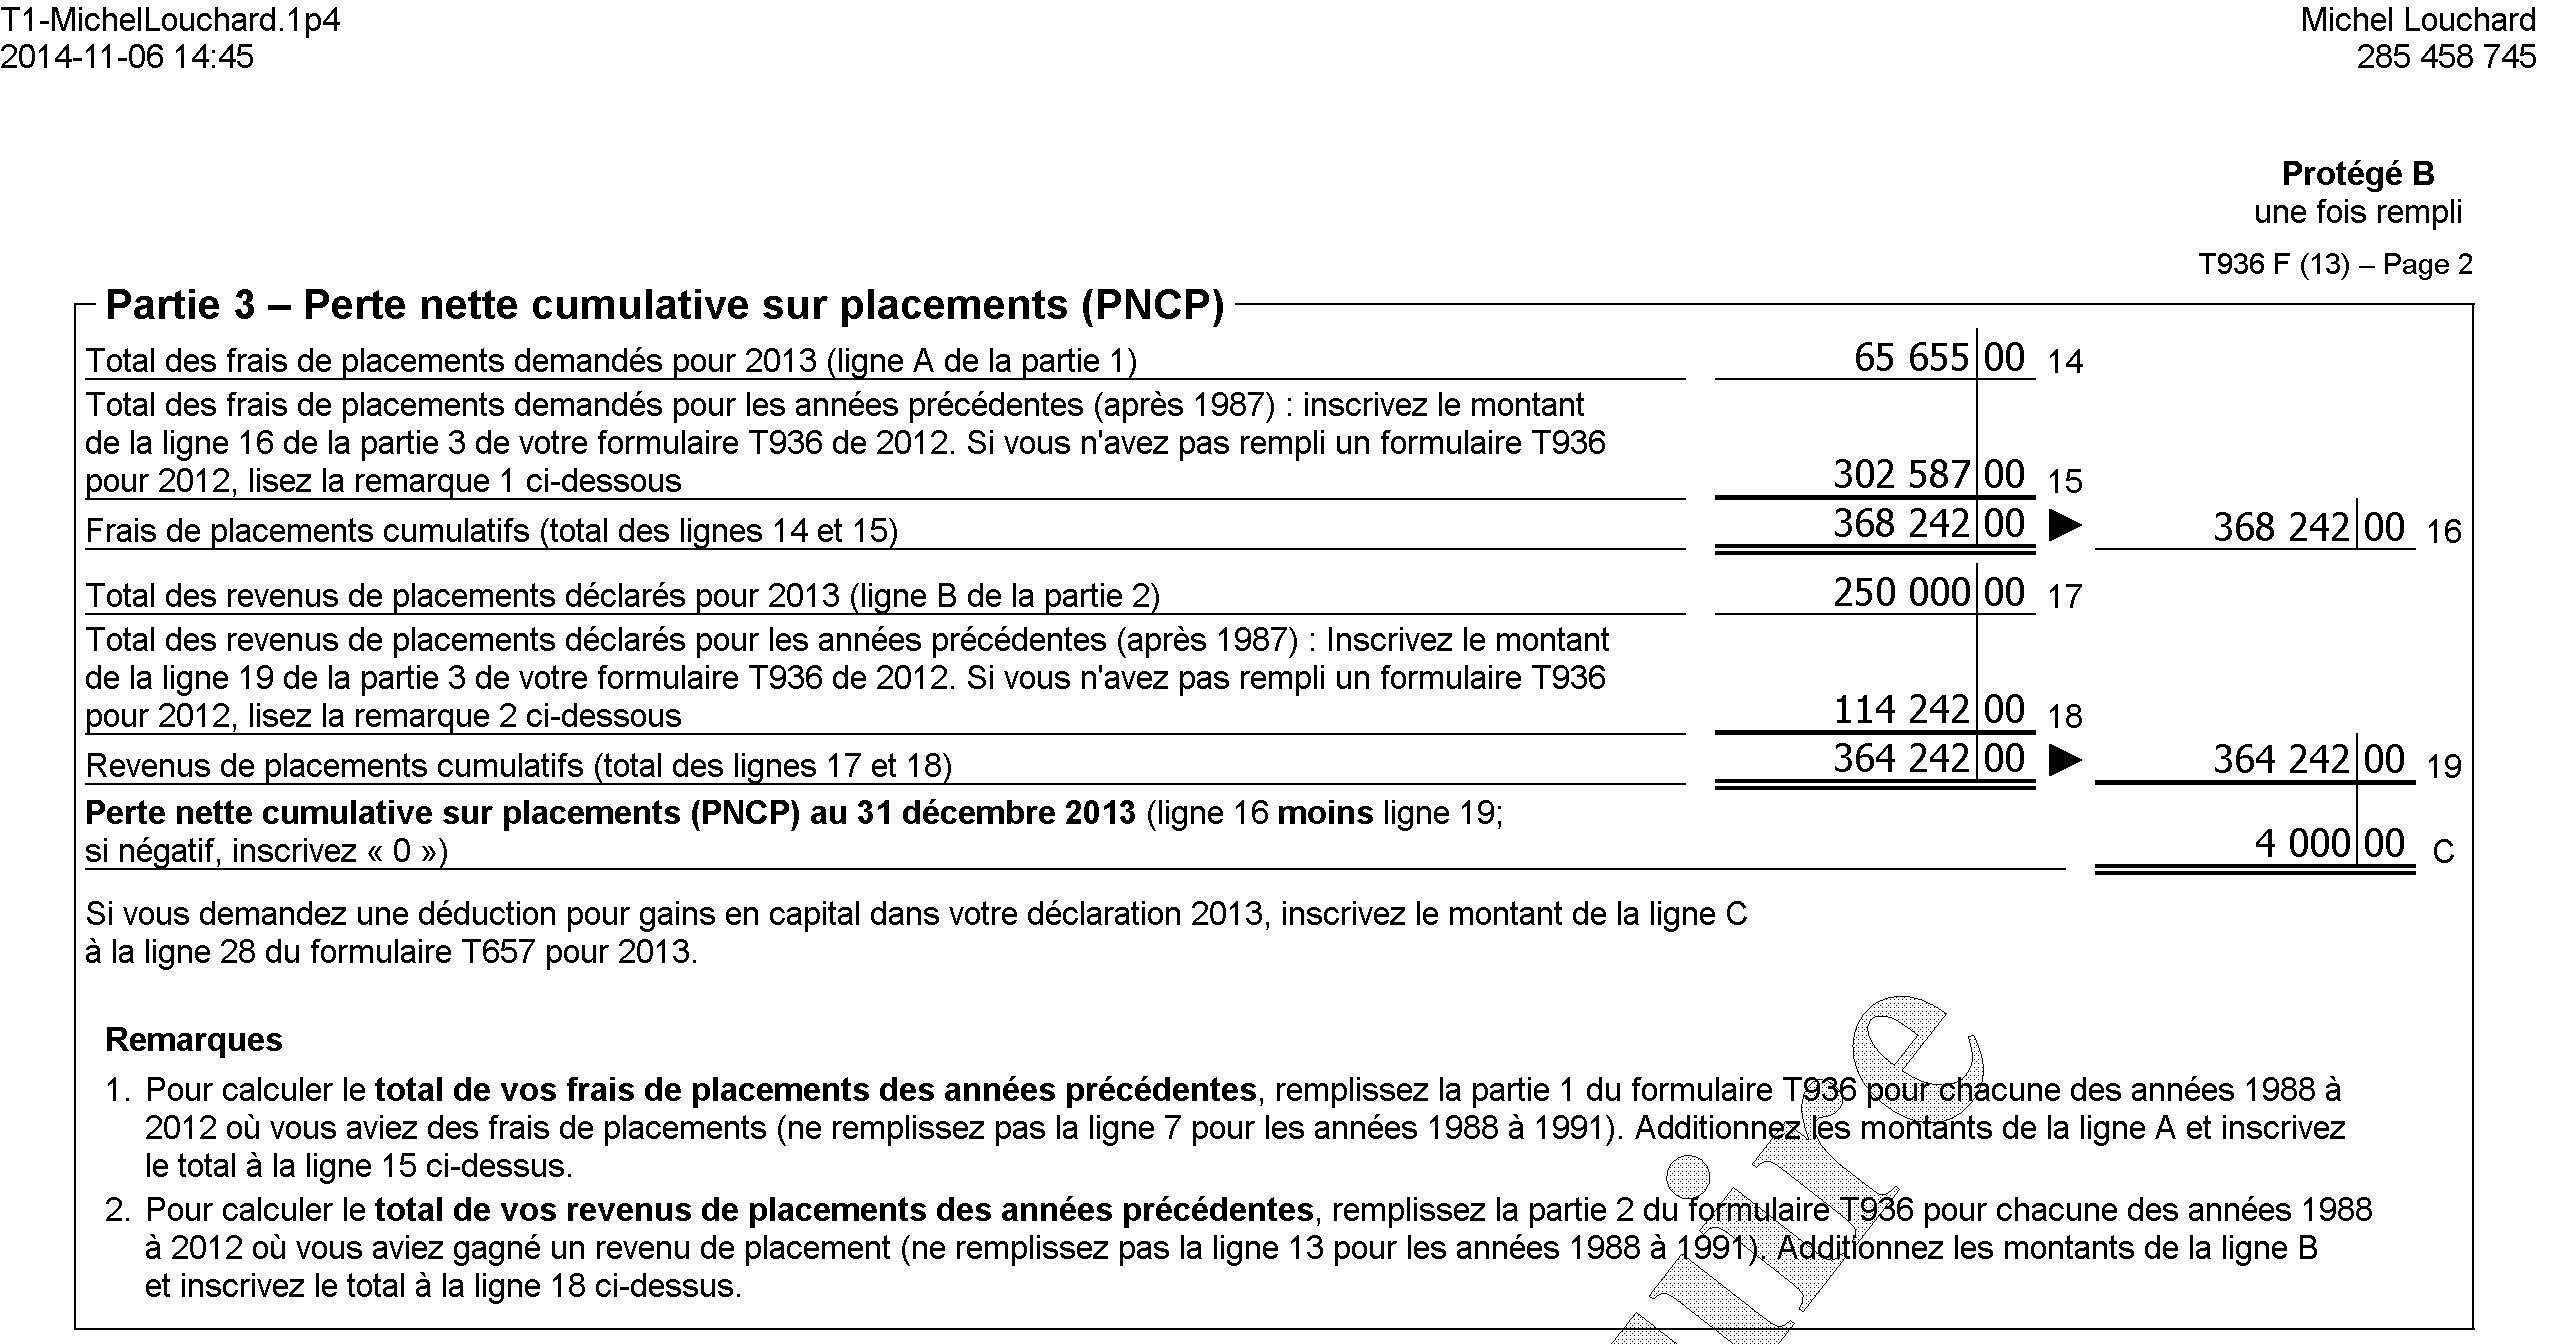 T1-MichelLouchard.1p4
Michel Louchard
2014-11-06 14:45
285 458 745
Protégé B
une fois rempli
T936 F (13) – Page 2
Partie 3 – Perte nette cumulative sur placements (PNCP)
Total des frais de placements demandés pour 2013 (ligne A de la partie 1) 65 655 00 14
Total des frais de placements demandés pour les années précédentes (après 1987) : inscrivez le montant
de la ligne 16 de la partie 3 de votre formulaire T936 de 2012. Si vous n'avez pas rempli un formulaire T936
pour 2012, lisez la remarque 1 ci-dessous 302 587 00 15
Frais de placements cumulatifs (total des lignes 14 et 15) 368 242 00 ▶ 368 242 00 16
Total des revenus de placements déclarés pour 2013 (ligne B de la partie 2) 250 000 00 17
Total des revenus de placements déclarés pour les années précédentes (après 1987) : Inscrivez le montant
de la ligne 19 de la partie 3 de votre formulaire T936 de 2012. Si vous n'avez pas rempli un formulaire T936
pour 2012, lisez la remarque 2 ci-dessous 114 242 00 18
Revenus de placements cumulatifs (total des lignes 17 et 18) 364 242 00 ▶ 364 242 00 19
Perte nette cumulative sur placements (PNCP) au 31 décembre 2013 (ligne 16 moins ligne 19;
si négatif, inscrivez « 0 ») 4 000 00 C
Si vous demandez une déduction pour gains en capital dans votre déclaration 2013, inscrivez le montant de la ligne C
à la ligne 28 du formulaire T657 pour 2013.
Remarques
1. Pour calculer le total de vos frais de placements des années précédentes, remplissez la partie 1 du formulaire T936 pour chacune des années 1988 à
2012 où vous aviez des frais de placements (ne remplissez pas la ligne 7 pour les années 1988 à 1991). Additionnez les montants de la ligne A et inscrivez
le total à la ligne 15 ci-dessus.
2. Pour calculer le total de vos revenus de placements des années précédentes, remplissez la partie 2 du formulaire T936 pour chacune des années 1988
à 2012 où vous aviez gagné un revenu de placement (ne remplissez pas la ligne 13 pour les années 1988 à 1991). Additionnez les montants de la ligne B
et inscrivez le total à la ligne 18 ci-dessus.